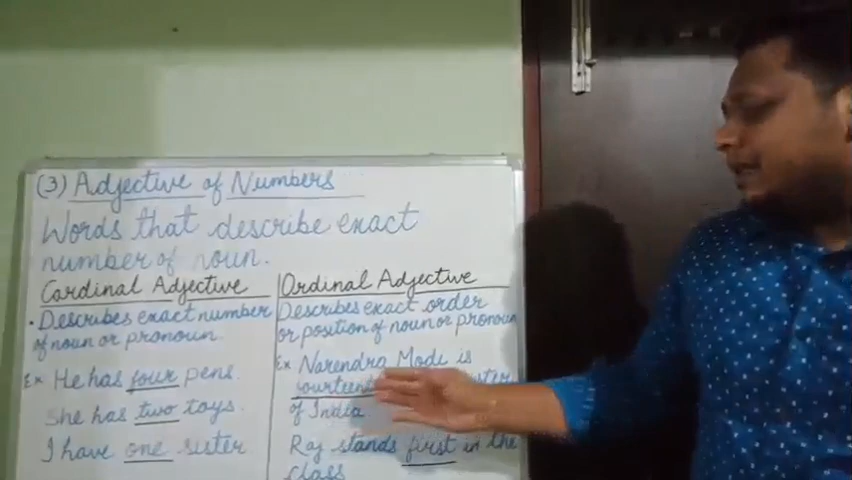 (3) Adjective of Numbers
Words that describe exact
number of noun.
Cardinal Adjective
• Describes exact number
of noun or pronoun.
Ex He has four pens.
She has two toys.
I have one sister
Ordinal Adjective
Describes exact order
or position of noun or pronoun
Ex Narendra Modi is
of India
Raj stands first in the
class